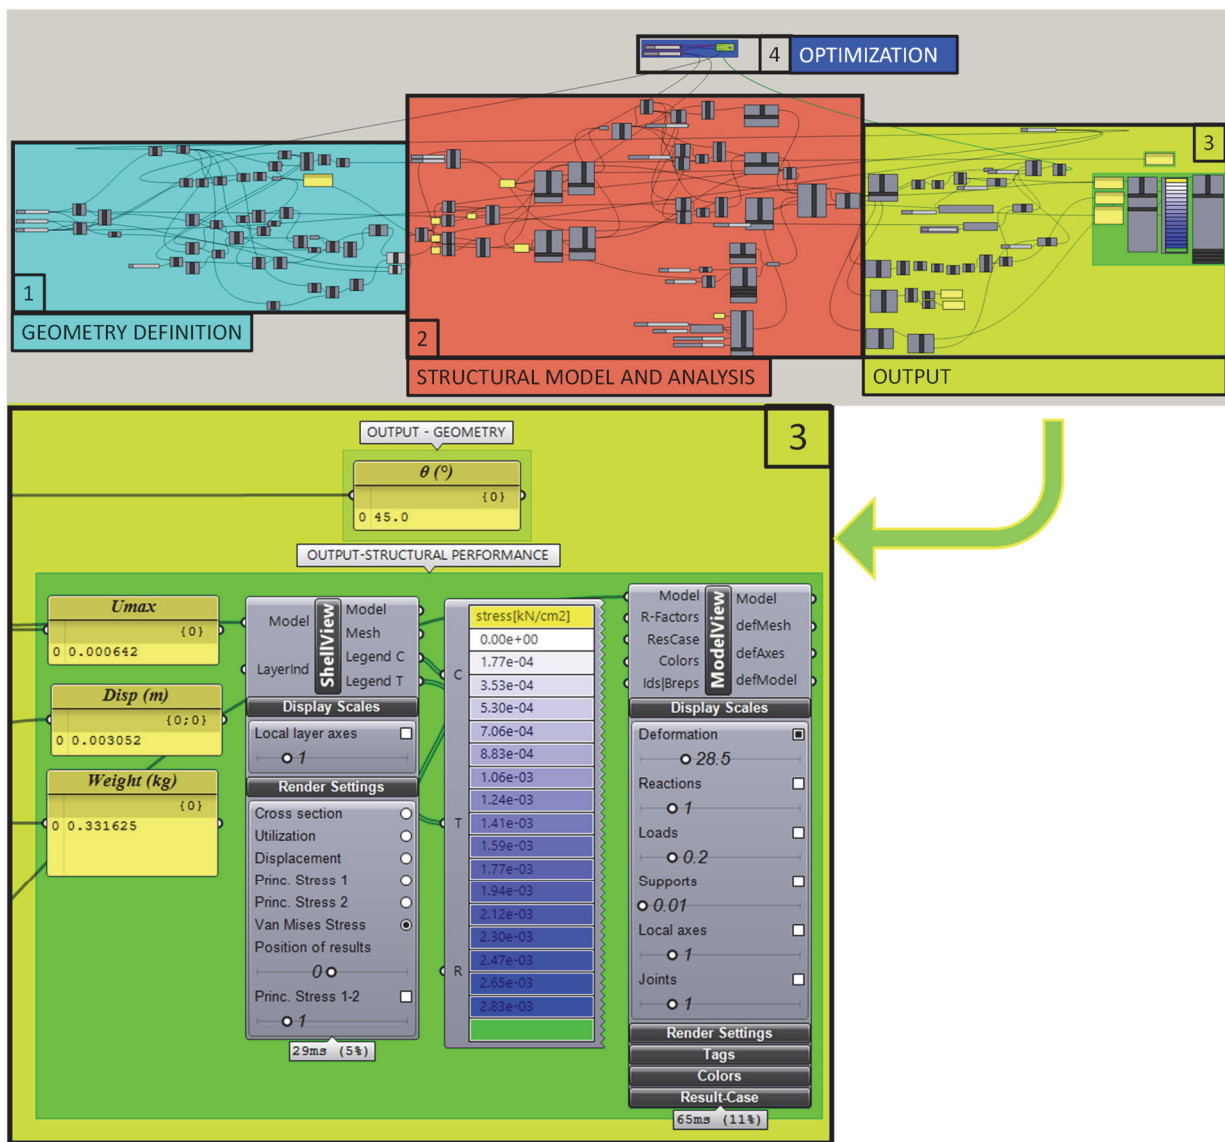 4
OPTIMIZATION
3
1
GEOMETRY DEFINITION
2
STRUCTURAL MODEL AND ANALYSIS
OUTPUT
3
OUTPUT - GEOMETRY
θ (°)
{0}
0 45.0
OUTPUT-STRUCTURAL PERFORMANCE
Umax
{0}
0 0.000642
Disp (m)
{0;0}
0 0.003052
Weight (kg)
{0}
0 0.331625
Model
LayerInd
ShellView
Model
Mesh
Legend C
Legend T
Display Scales
Local layer axes
1
Render Settings
Cross section
Utilization
Displacement
Princ. Stress 1
Princ. Stress 2
Van Mises Stress
Position of results
0
Princ. Stress 1-2
1
29ms (5%)
C
T
R
stress[kN/cm2]
0.00e+00
1.77e-04
3.53e-04
5.30e-04
7.06e-04
8.83e-04
1.06e-03
1.24e-03
1.41e-03
1.59e-03
1.77e-03
1.94e-03
2.12e-03
2.30e-03
2.47e-03
2.65e-03
2.83e-03
Model
R-Factors
ResCase
Colors
Ids|Breps
ModelView
Model
defMesh
defAxes
defModel
Display Scales
Deformation
28.5
Reactions
1
Loads
0.2
Supports
0.01
Local axes
1
Joints
1
Render Settings
Tags
Colors
Result-Case
65ms (11%)